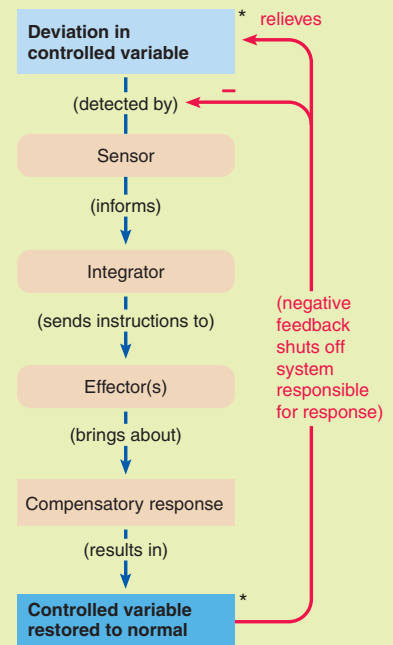 Deviation in
controlled variable
*
relieves
(detected by)
–
Sensor
(informs)
Integrator
(sends instructions to)
(negative
feedback
shuts off
system
responsible
for response)
Effector(s)
(brings about)
Compensatory response
(results in)
Controlled variable
restored to normal
*